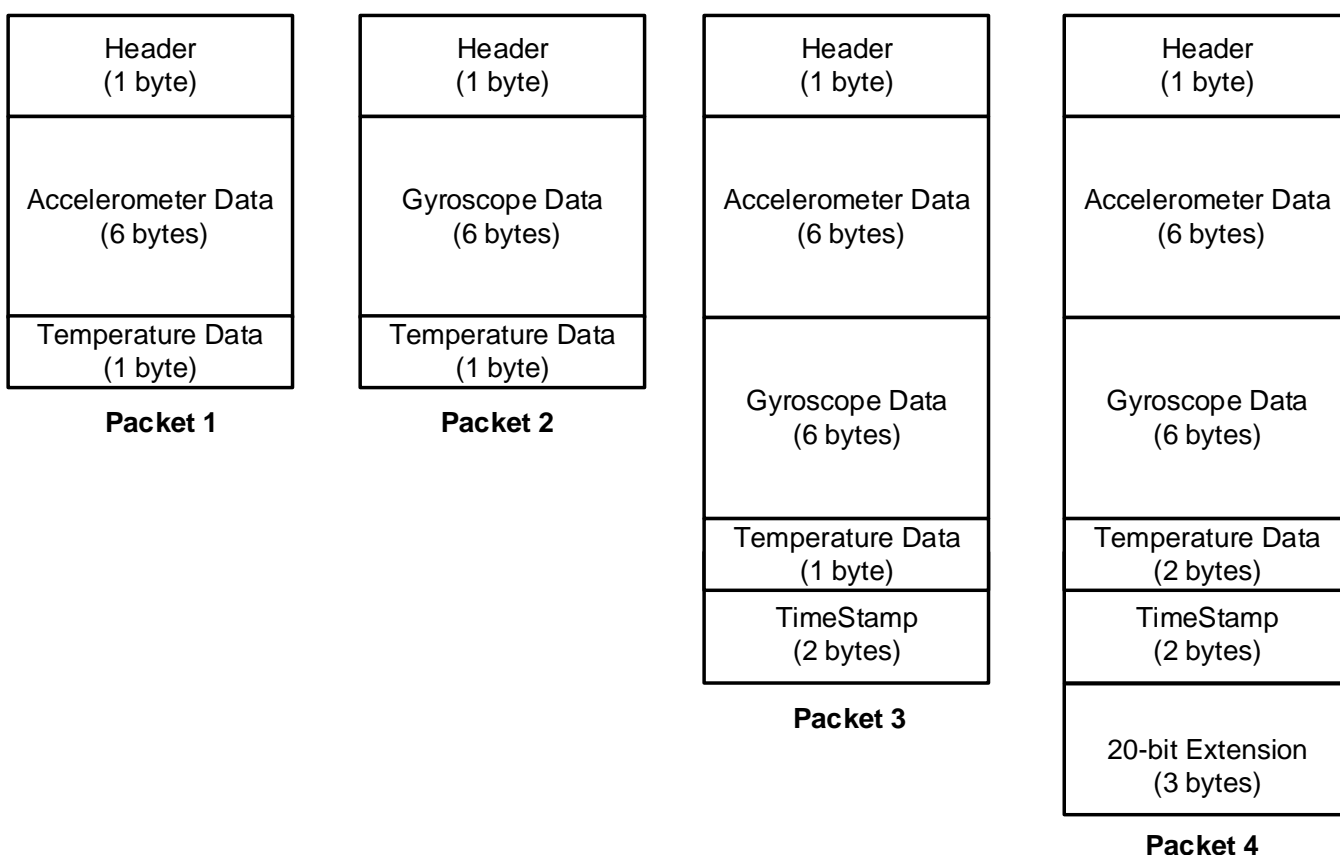 Header
(1 byte)
Accelerometer Data
(6 bytes)
Temperature Data
(1 byte)
Packet 1
Header
(1 byte)
Gyroscope Data
(6 bytes)
Temperature Data
(1 byte)
Packet 2
Header
(1 byte)
Accelerometer Data
(6 bytes)
Gyroscope Data
(6 bytes)
Temperature Data
(1 byte)
TimeStamp
(2 bytes)
Packet 3
Header
(1 byte)
Accelerometer Data
(6 bytes)
Gyroscope Data
(6 bytes)
Temperature Data
(2 bytes)
TimeStamp
(2 bytes)
20-bit Extension
(3 bytes)
Packet 4